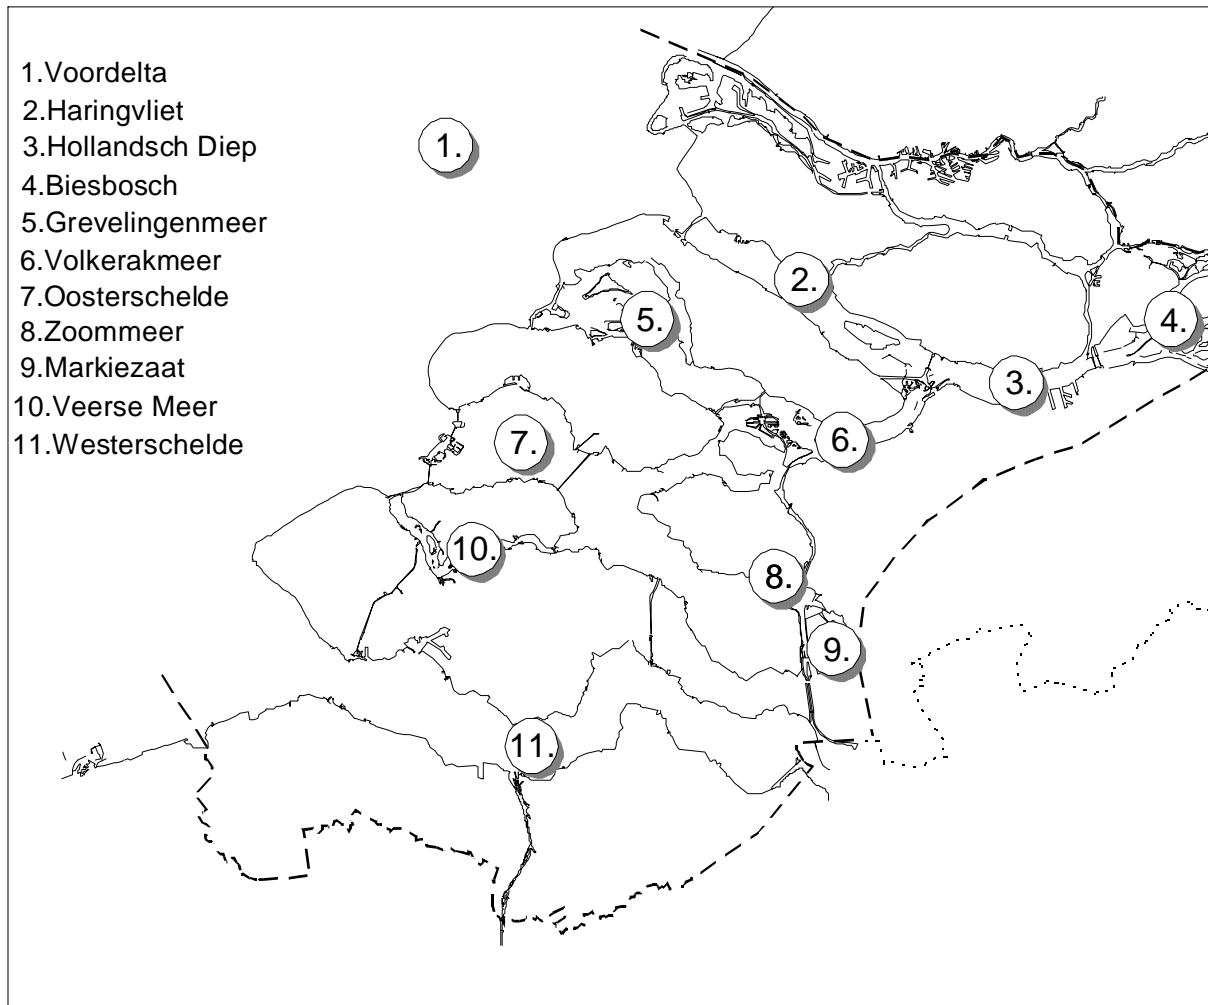 1.Voordelta
2.Haringvliet
3.Hollandsch Diep
4.Biesbosch
5.Grevelingenmeer
6.Volkerakmeer
7.Oosterschelde
8.Zoommeer
9.Markiezaat
10.Veerse Meer
11.Westerschelde
1.
2.
5.
4.
3.
7.
6.
10.
8.
9.
11.